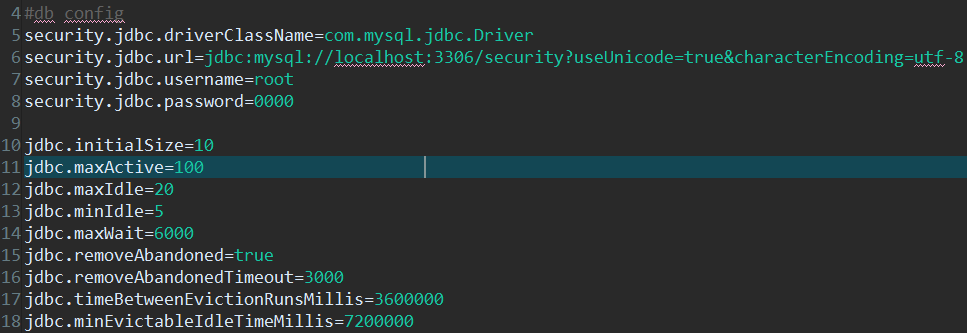 4 #db config
5 security.jdbc.driverClassName=com.mysql.jdbc.Driver
6 security.jdbc.url=jdbc:mysql://localhost:3306/security?useUnicode=true&characterEncoding=utf-8
7 security.jdbc.username=root
8 security.jdbc.password=0000
9
10 jdbc.initialSize=10
11 jdbc.maxActive=100
12 jdbc.maxIdle=20
13 jdbc.minIdle=5
14 jdbc.maxWait=6000
15 jdbc.removeAbandoned=true
16 jdbc.removeAbandonedTimeout=3000
17 jdbc.timeBetweenEvictionRunsMillis=3600000
18 jdbc.minEvictableIdleTimeMillis=7200000